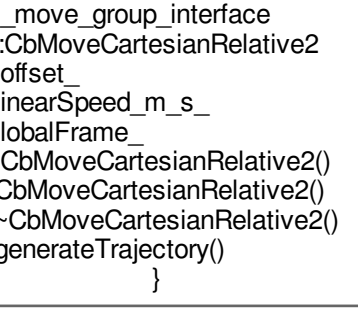 _move_group_interface
:CbMoveCartesianRelative2
offset_
inearSpeed_m_s_
lobalFrame_
CbMoveCartesianRelative2()
CbMoveCartesianRelative2()
~CbMoveCartesianRelative2()
generateTrajectory()
}